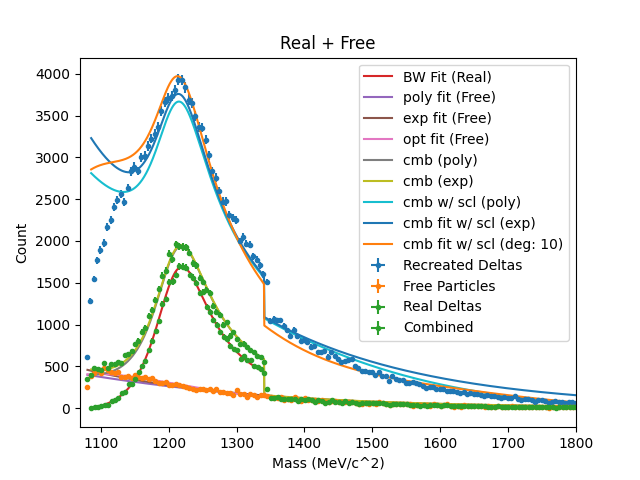 Real + Free
4000
3500
3000
2500
2000
1500
1000
500
0
Count
BW Fit (Real)
poly fit (Free)
exp fit (Free)
opt fit (Free)
cmb (poly)
cmb (exp)
cmb w/ scl (poly)
cmb fit w/ scl (exp)
cmb fit w/ scl (deg: 10)
Recreated Deltas
Free Particles
Real Deltas
Combined
1100 1200 1300 1400 1500 1600 1700 1800
Mass (MeV/c^2)